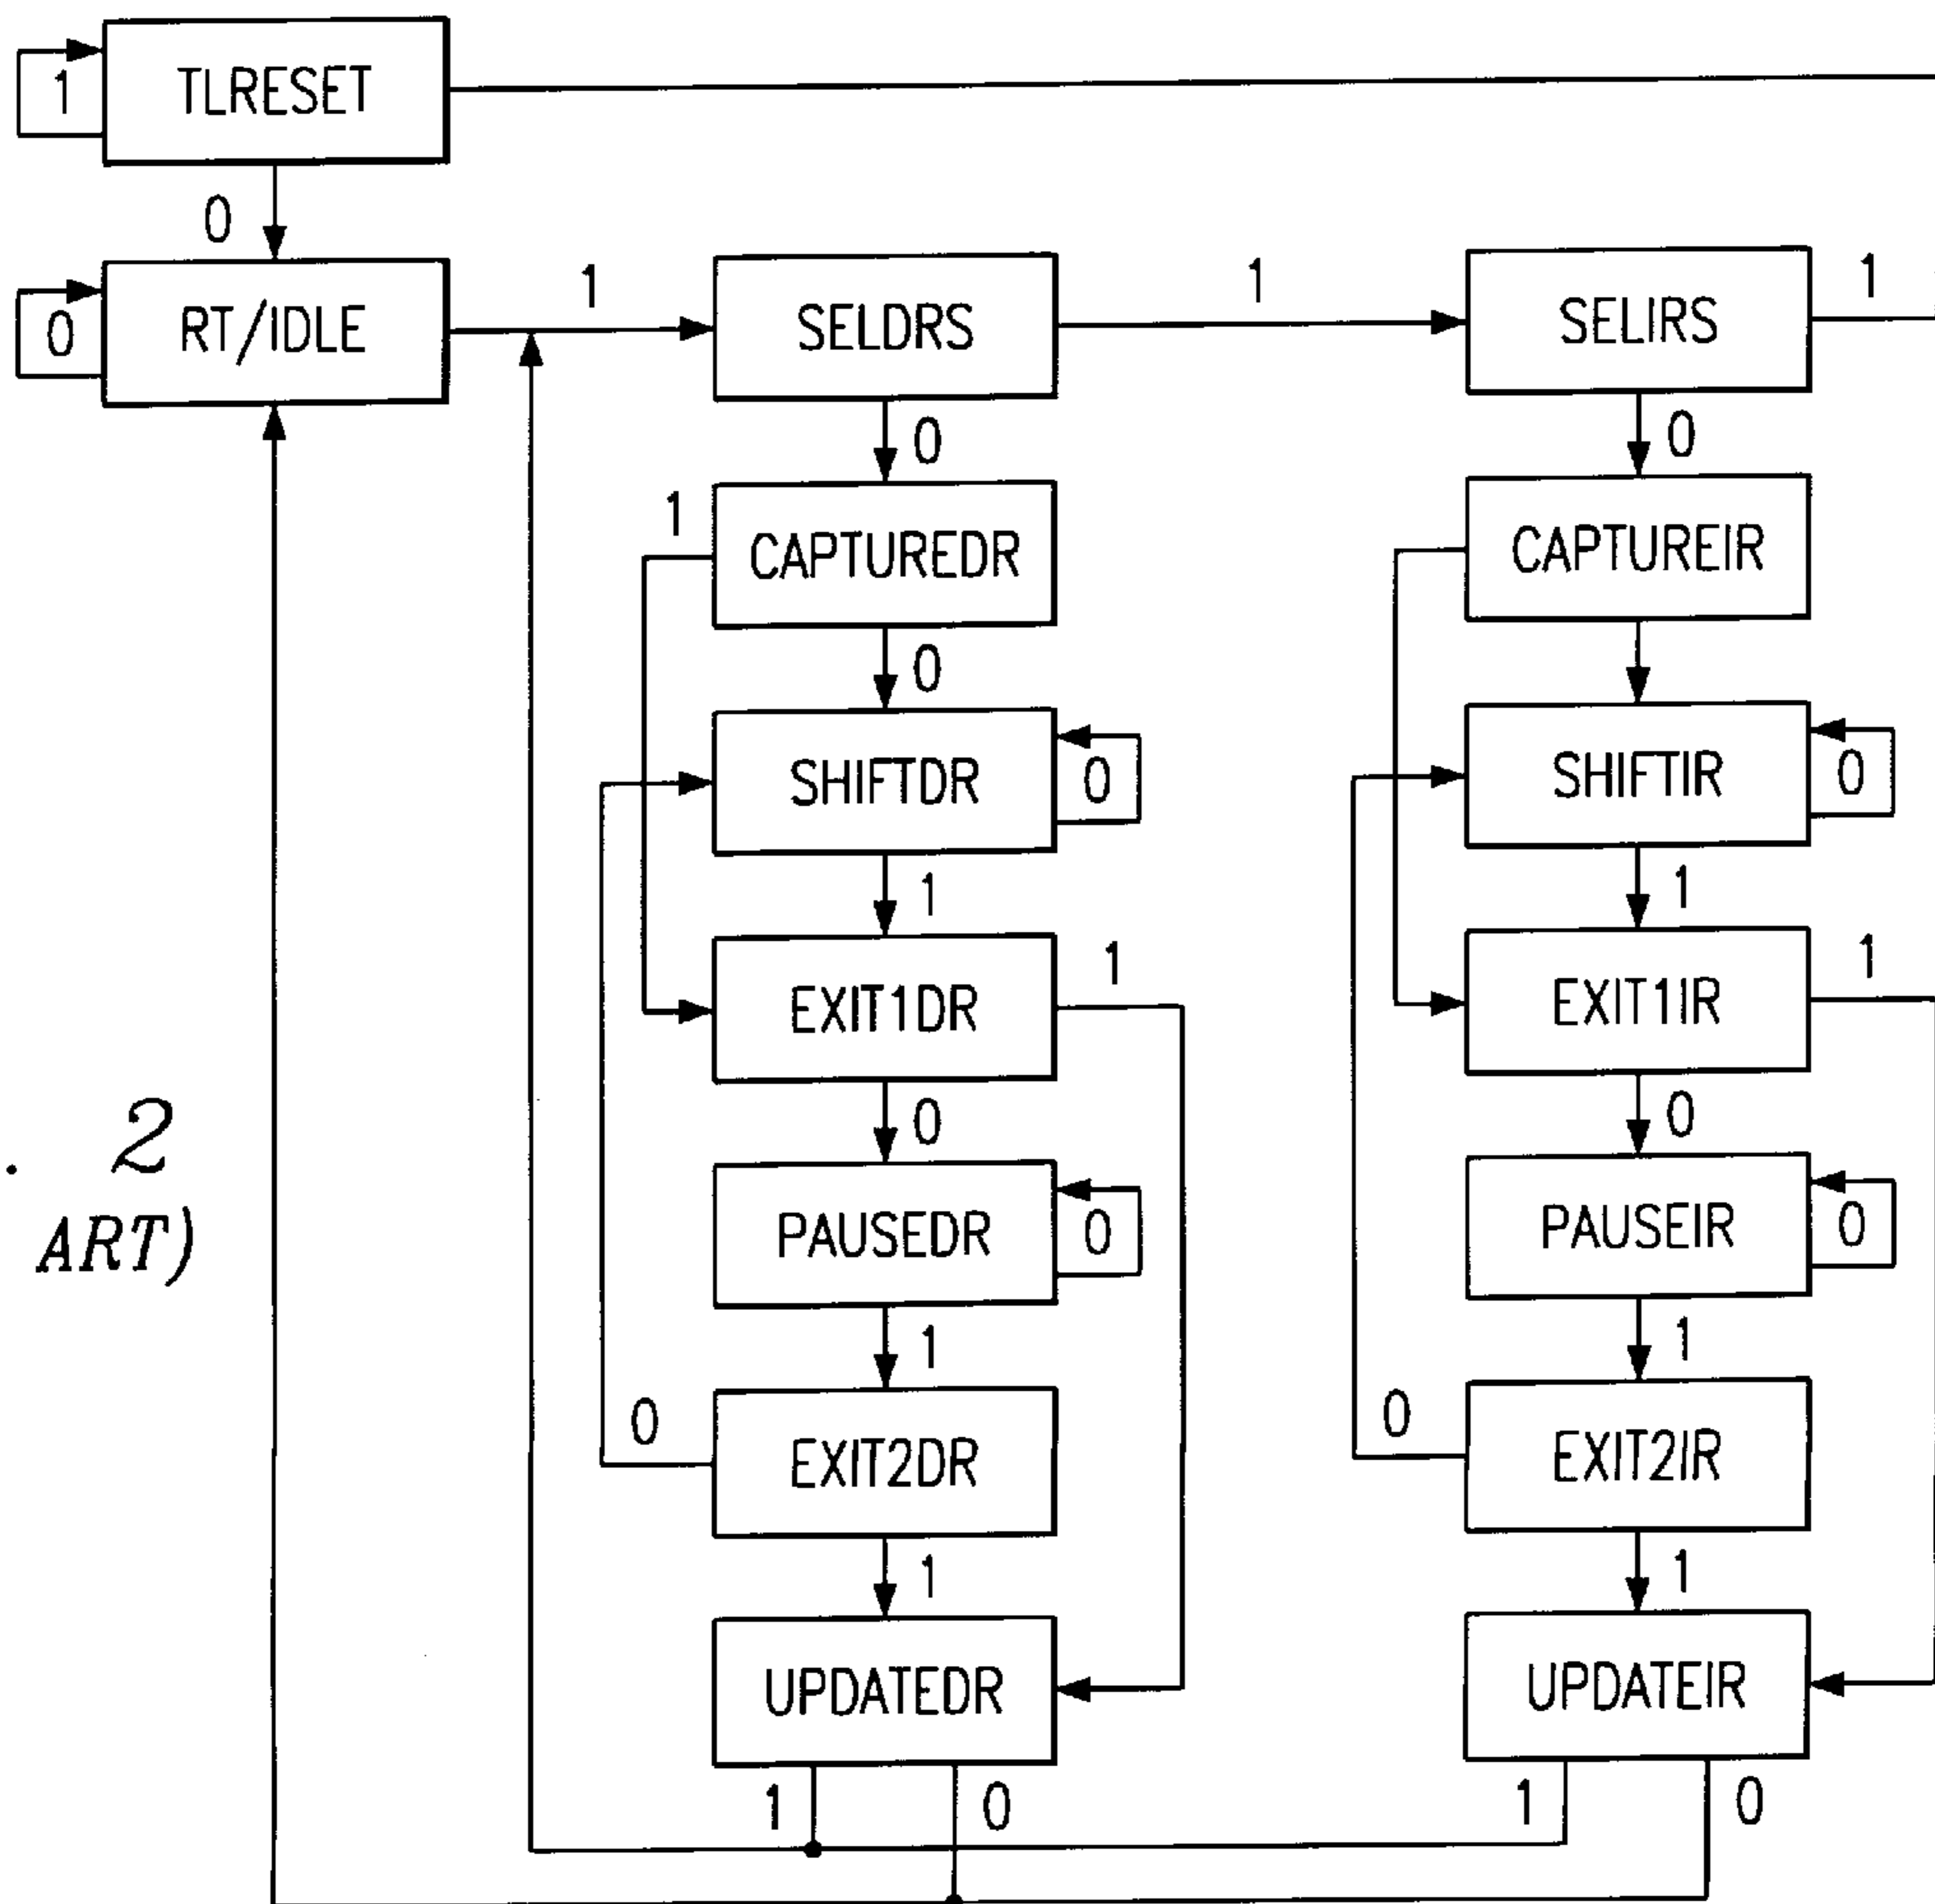 TLRESET
1
0
RT/IDLE
0
1
SELDRS
1
SELIRS
1
0
0
1
CAPTUREDR
CAPTUREIR
0
SHIFTDR
0
SHIFTIR
0
1
1
EXIT1DR
1
EXIT1IR
1
0
0
. 2
ART)
PAUSEDR
0
PAUSEIR
0
1
1
0
EXIT2DR
0
EXIT2IR
1
1
UPDATEDR
UPDATEIR
1
0
1
0